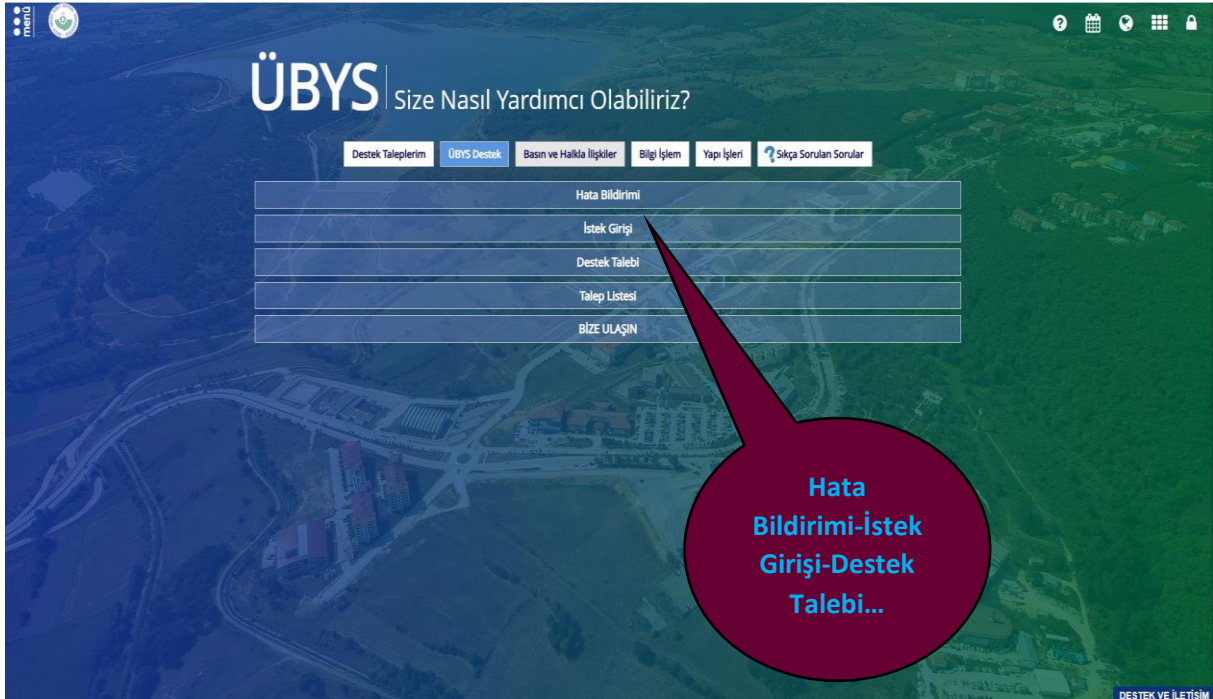 menü
ÜBYS Size Nasıl Yardımcı Olabiliriz?
Destek Taleplerim ÜBYS Destek Basın ve Halkla İlişkiler Bilgi İşlem Yapı İşleri Sıkça Sorulan Sorular
Hata Bildirimi
İstek Girişi
Destek Talebi
Talep Listesi
BİZE ULAŞIN
Hata
Bildirimi-İstek
Girişi-Destek
Talebi...
DESTEK VE İLETİŞİM